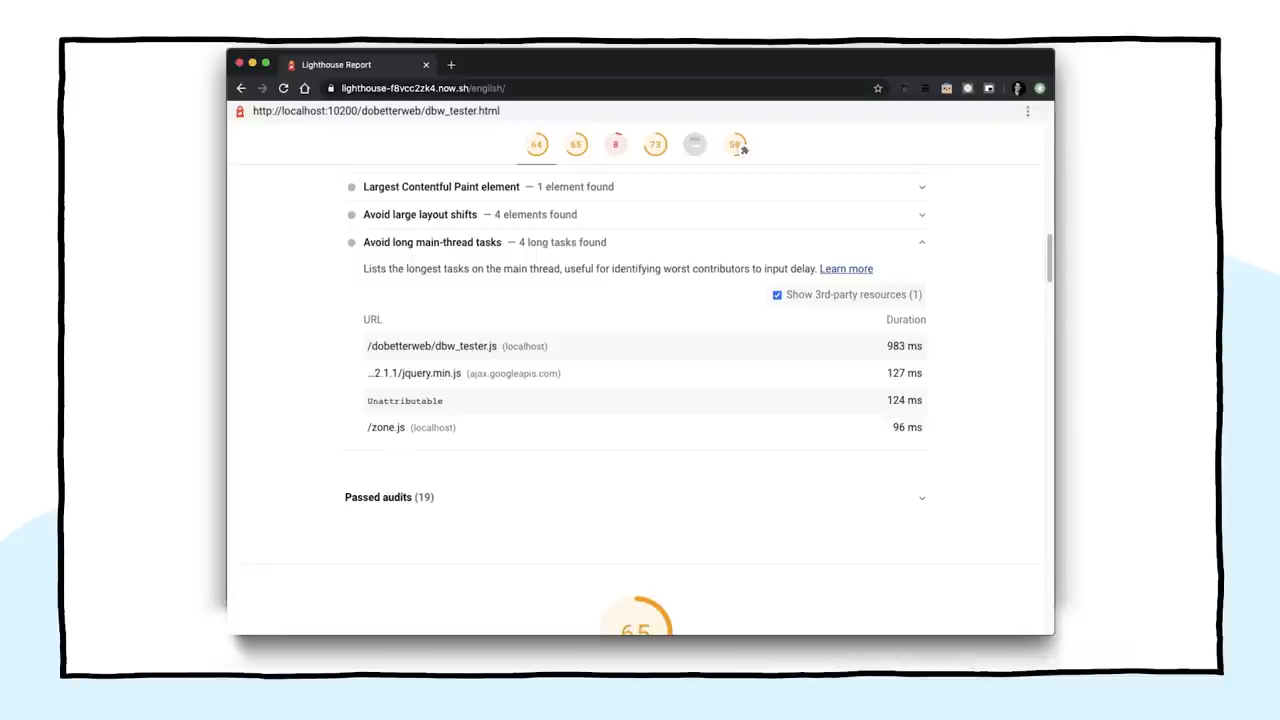 Lighthouse Report
lighthouse-f8vcc2zk4.now.sh/english/
http://localhost:10200/dobetterweb/dbw_tester.html
64 65 8 73 — 59
Largest Contentful Paint element — 1 element found
Avoid large layout shifts — 4 elements found
Avoid long main-thread tasks — 4 long tasks found
Lists the longest tasks on the main thread, useful for identifying worst contributors to input delay. Learn more
Show 3rd-party resources (1)
URL Duration
/dobetterweb/dbw_tester.js (localhost) 983 ms
…2.1.1/jquery.min.js (ajax.googleapis.com) 127 ms
Unattributable 124 ms
/zone.js (localhost) 96 ms
Passed audits (19)
65